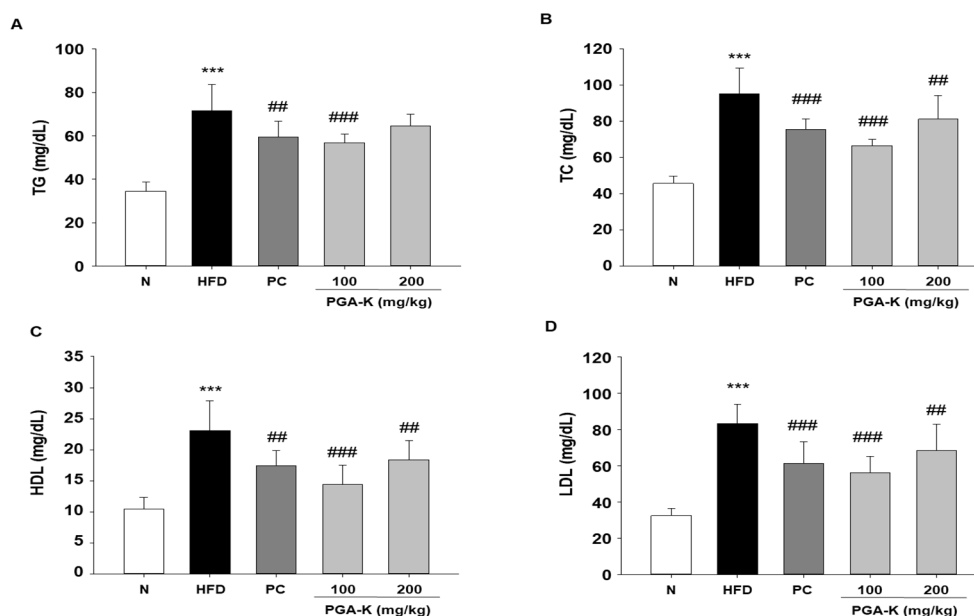 A
TG (mg/dL)
100
80
60
40
20
0
***
##
###
N HFD PC 100 200
PGA-K (mg/kg)
B
TC (mg/dL)
120
100
80
60
40
20
0
***
###
###
##
N HFD PC 100 200
PGA-K (mg/kg)
C
HDL (mg/dL)
35
30
25
20
15
10
5
0
***
##
###
##
N HFD PC 100 200
PGA-K (mg/kg)
D
LDL (mg/dL)
120
100
80
60
40
20
0
***
###
###
##
N HFD PC 100 200
PGA-K (mg/kg)